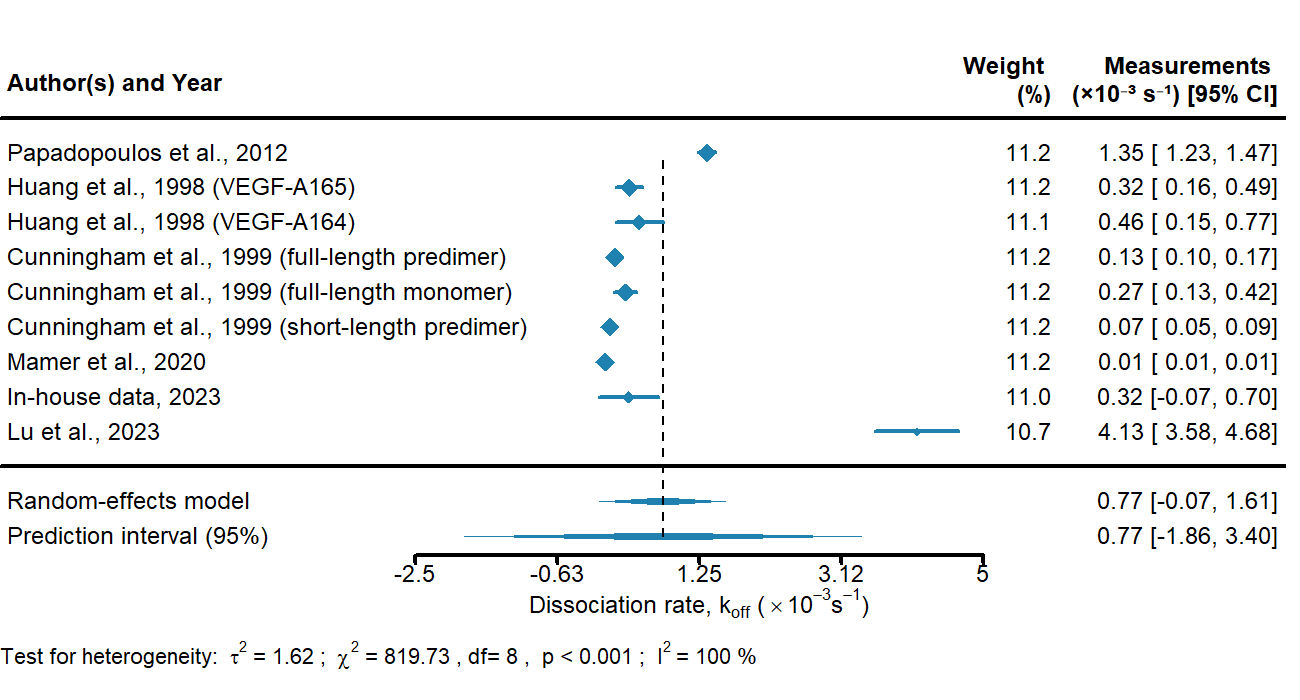 Author(s) and Year Weight (%) Measurements (×10⁻³ s⁻¹) [95% CI]
Papadopoulos et al., 2012 11.2 1.35 [ 1.23, 1.47]
Huang et al., 1998 (VEGF-A165) 11.2 0.32 [ 0.16, 0.49]
Huang et al., 1998 (VEGF-A164) 11.1 0.46 [ 0.15, 0.77]
Cunningham et al., 1999 (full-length predimer) 11.2 0.13 [ 0.10, 0.17]
Cunningham et al., 1999 (full-length monomer) 11.2 0.27 [ 0.13, 0.42]
Cunningham et al., 1999 (short-length predimer) 11.2 0.07 [ 0.05, 0.09]
Mamer et al., 2020 11.2 0.01 [ 0.01, 0.01]
In-house data, 2023 11.0 0.32 [-0.07, 0.70]
Lu et al., 2023 10.7 4.13 [ 3.58, 4.68]
Random-effects model 0.77 [-0.07, 1.61]
Prediction interval (95%) 0.77 [-1.86, 3.40]
-2.5 -0.63 1.25 3.12 5
Dissociation rate, k_off ( × 10⁻³s⁻¹)
Test for heterogeneity: τ² = 1.62 ; χ² = 819.73 , df= 8 , p < 0.001 ; I² = 100 %